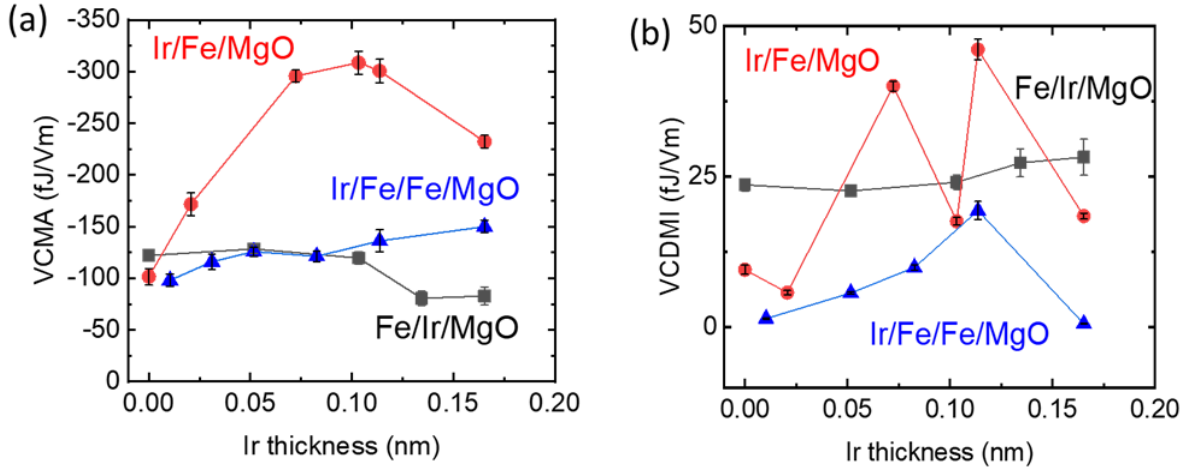 (a)
-350
-300
-250
-200
-150
-100
-50
0
VCMA (fJ/Vm)
Ir/Fe/MgO
Ir/Fe/Fe/MgO
Fe/Ir/MgO
0.00 0.05 0.10 0.15 0.20
Ir thickness (nm)
(b)
50
25
0
VCDMI (fJ/Vm)
Ir/Fe/MgO
Fe/Ir/MgO
Ir/Fe/Fe/MgO
0.00 0.05 0.10 0.15 0.20
Ir thickness (nm)